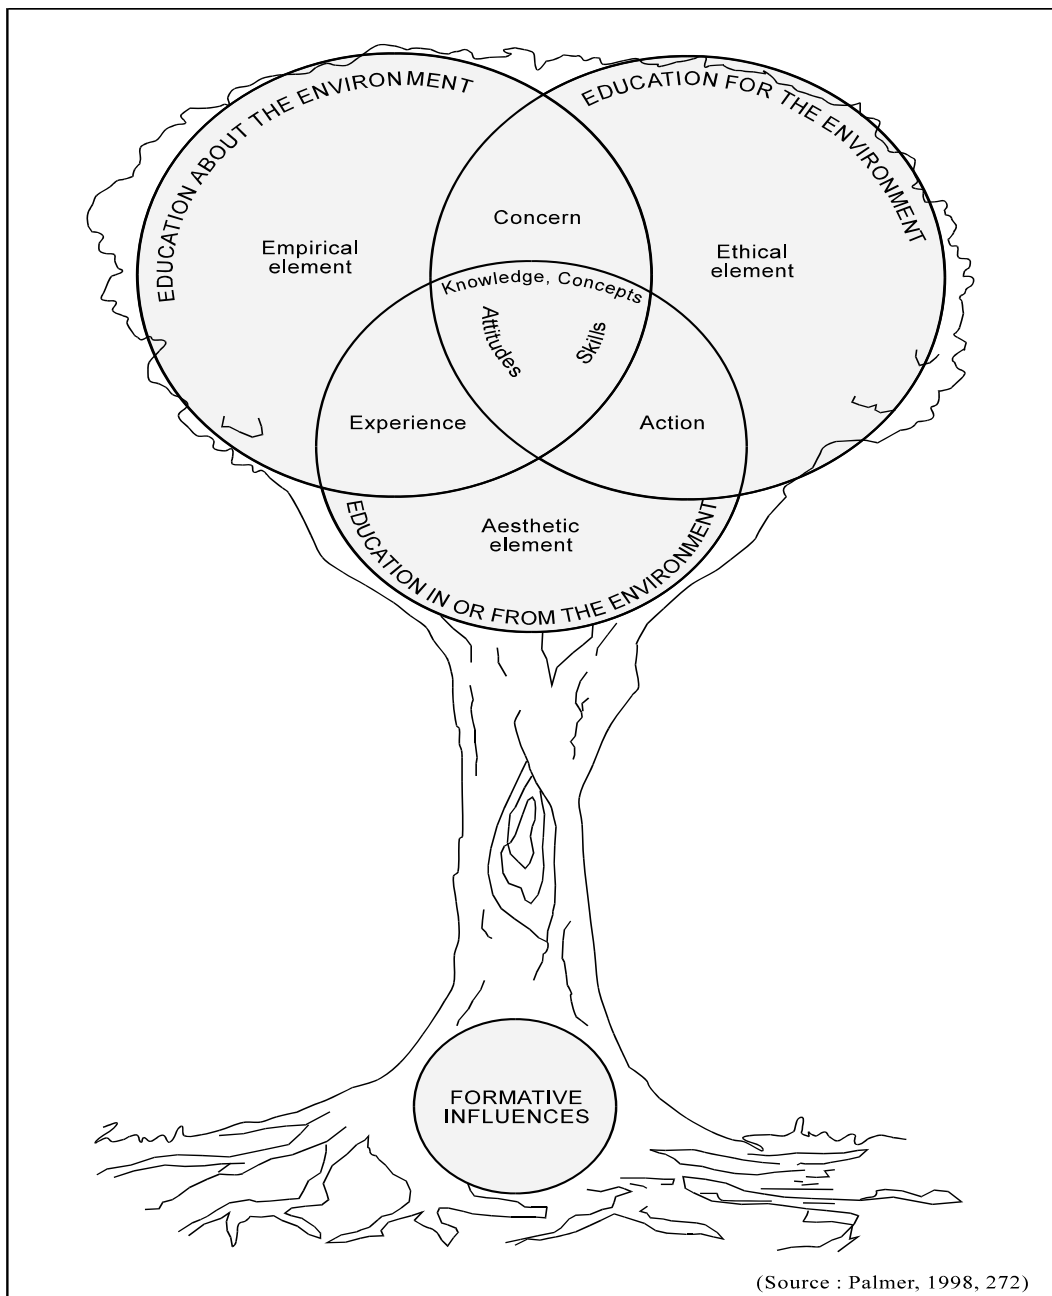 EDUCATION ABOUT THE ENVIRONMENT
EDUCATION FOR THE ENVIRONMENT
Concern
Empirical
element
Ethical
element
Knowledge, Concepts
Attitudes
Skills
Experience
Action
Aesthetic
element
EDUCATION IN OR FROM THE ENVIRONMENT
FORMATIVE
INFLUENCES
(Source : Palmer, 1998, 272)